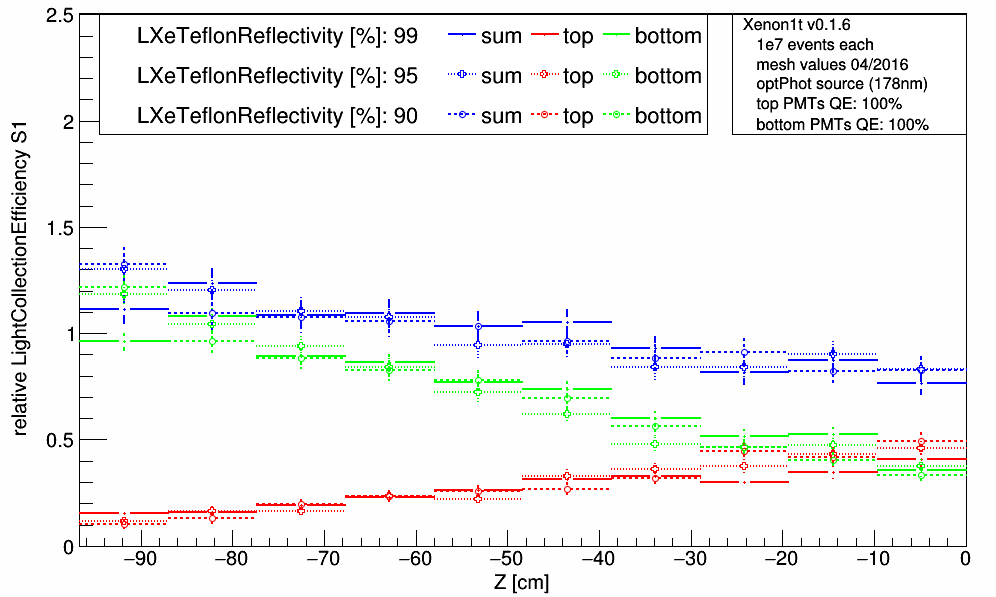 LXeTeflonReflectivity [%]: 99 sum top bottom
LXeTeflonReflectivity [%]: 95 sum top bottom
LXeTeflonReflectivity [%]: 90 sum top bottom
Xenon1t v0.1.6
1e7 events each
mesh values 04/2016
optPhot source (178nm)
top PMTs QE: 100%
bottom PMTs QE: 100%
relative LightCollectionEfficiency S1
2.5
2
1.5
1
0.5
0
−90 −80 −70 −60 −50 −40 −30 −20 −10 0
Z [cm]